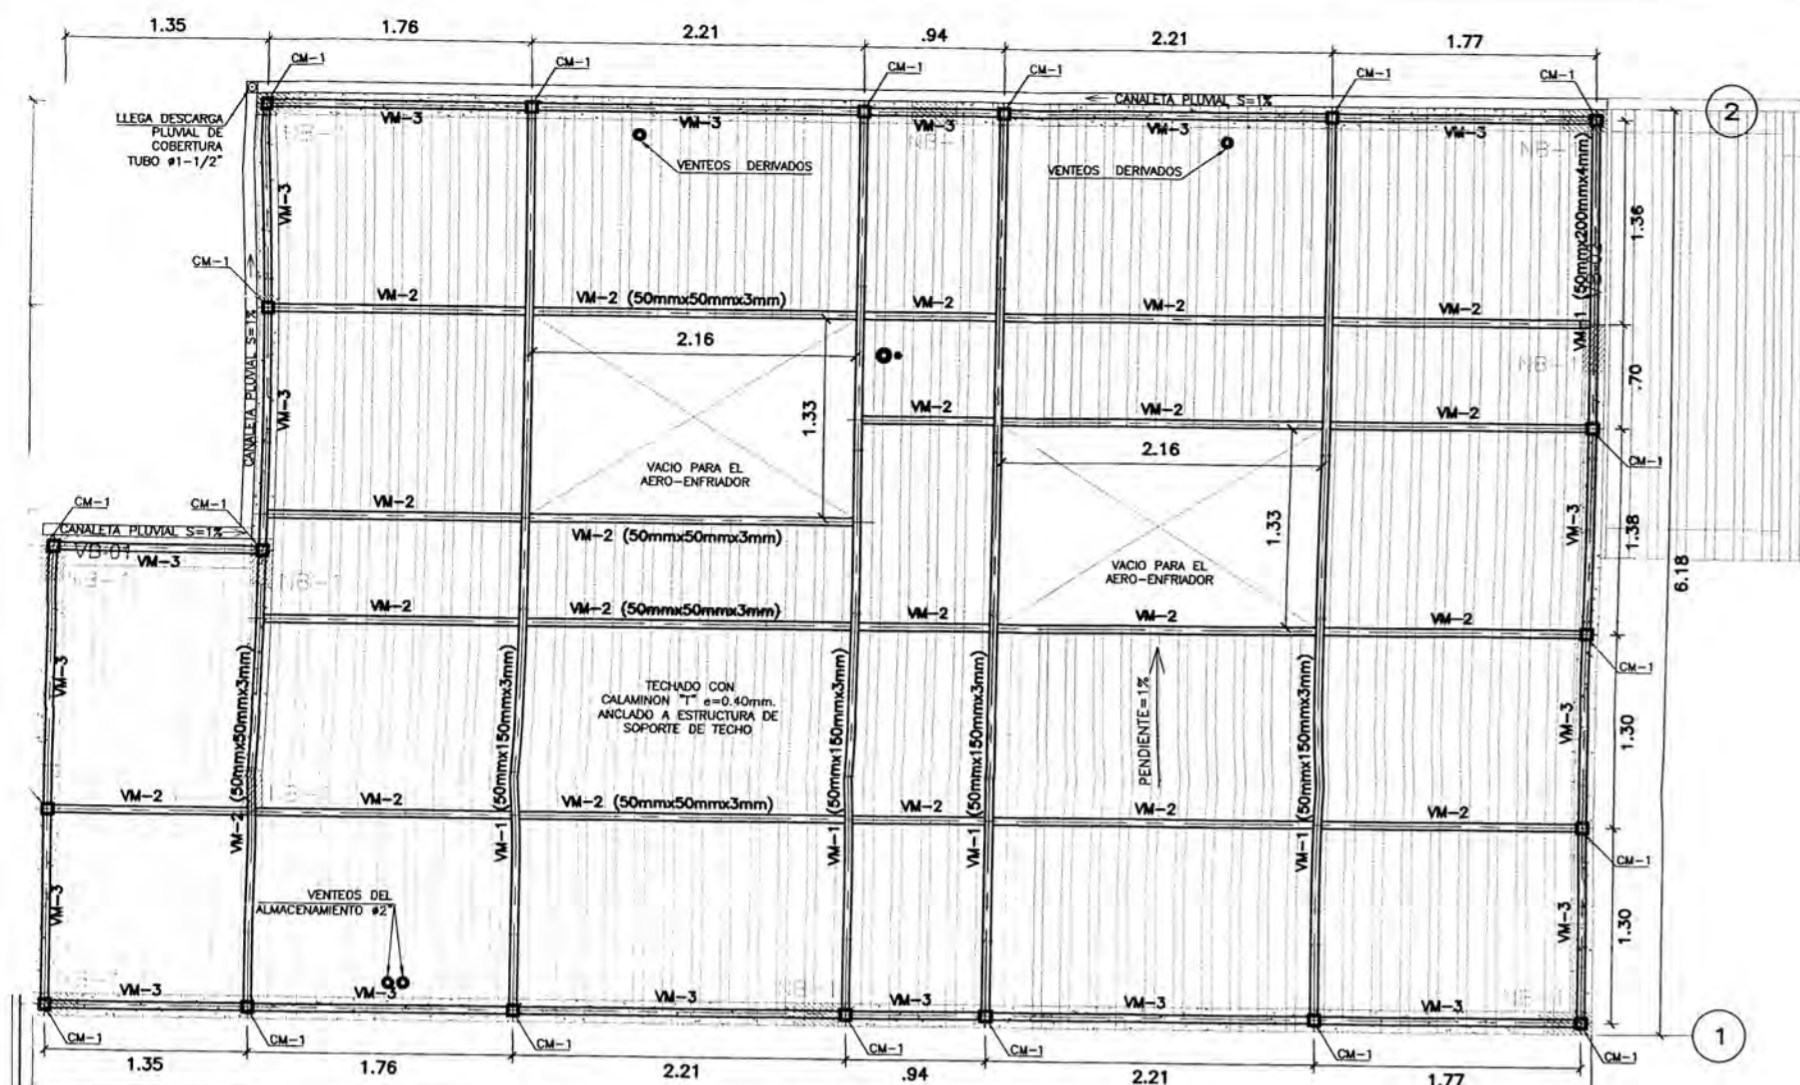 1.35
1.76
2.21
.94
2.21
1.77
CM-1
CM-1
CM-1
CM-1
CM-1
CM-1
2
← CANALETA PLUVIAL S=1%
LLEGA DESCARGA
PLUVIAL DE
COBERTURA
TUBO ø1-1/2"
VM-3
VM-3
VM-3
VM-3
VM-3
NB-1
VENTEOS DERIVADOS
VENTEOS DERIVADOS
VM-3
VM-1 (50mmx200mmx4mm)
1.36
CM-1
VM-2
VM-2 (50mmx50mmx3mm)
VM-2
VM-2
VM-2
CANALETA PLUVIAL S=1%
VM-3
2.16
1.33
NB-1
.70
VM-2
VM-2
VM-2
VACIO PARA EL
AERO-ENFRIADOR
2.16
1.33
CM-1
CM-1
CM-1
VM-2
CANALETA PLUVIAL S=1%
VB-01
VM-3
VM-2 (50mmx50mmx3mm)
VM-3
1.38
6.18
NB-1
VACIO PARA EL
AERO-ENFRIADOR
VM-2
VM-2 (50mmx50mmx3mm)
VM-2
VM-2
VM-2
CM-1
VM-3
VM-2 (50mmx50mmx3mm)
VM-1 (50mmx150mmx3mm)
TECHADO CON
CALAMINON "T" e=0.40mm.
ANCLADO A ESTRUCTURA DE
SOPORTE DE TECHO
VM-1 (50mmx150mmx3mm)
VM-1 (50mmx150mmx3mm)
PENDIENTE=1%
VM-1 (50mmx150mmx3mm)
VM-3
1.30
VM-2
VM-2
VM-2 (50mmx50mmx3mm)
VM-2
VM-2
VM-2
CM-1
VM-3
VENTEOS DEL
ALMACENAMIENTO ø2"
VM-3
1.30
VM-3
VM-3
VM-3
VM-3
VM-3
VM-3
CM-1
CM-1
CM-1
CM-1
CM-1
CM-1
CM-1
1
1.35
1.76
2.21
.94
2.21
1.77